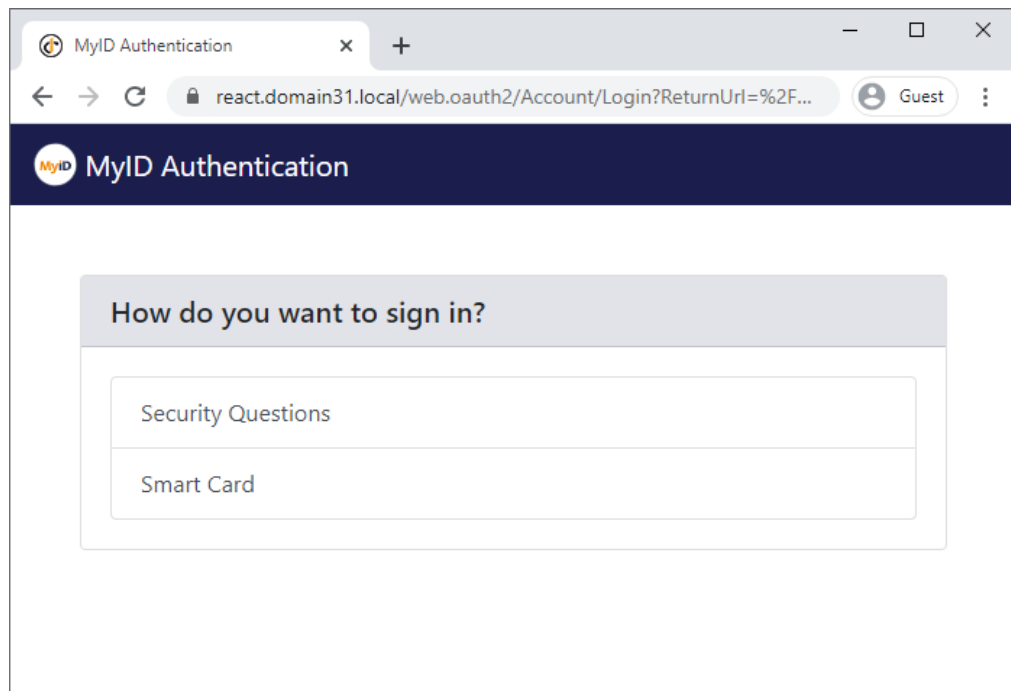 MyID Authentication
react.domain31.local/web.oauth2/Account/Login?ReturnUrl=%2F...
Guest
MyID MyID Authentication
How do you want to sign in?
Security Questions
Smart Card